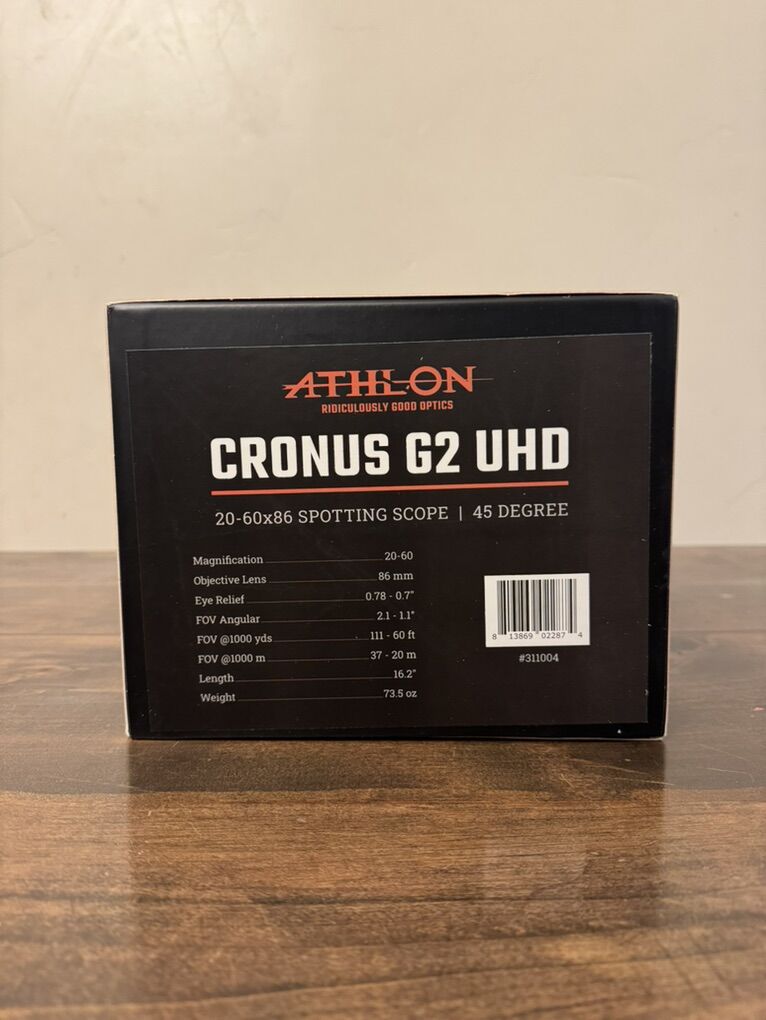 ATHLON
RIDICULOUSLY GOOD OPTICS
CRONUS G2 UHD
20-60x86 SPOTTING SCOPE | 45 DEGREE
Magnification 20-60
Objective Lens 86 mm
Eye Relief 0.78 - 0.7"
FOV Angular 2.1 - 1.1°
FOV @1000 yds 111 - 60 ft
FOV @1000 m 37 - 20 m
Length 16.2"
Weight 73.5 oz
8 13869 02287 4
#311004